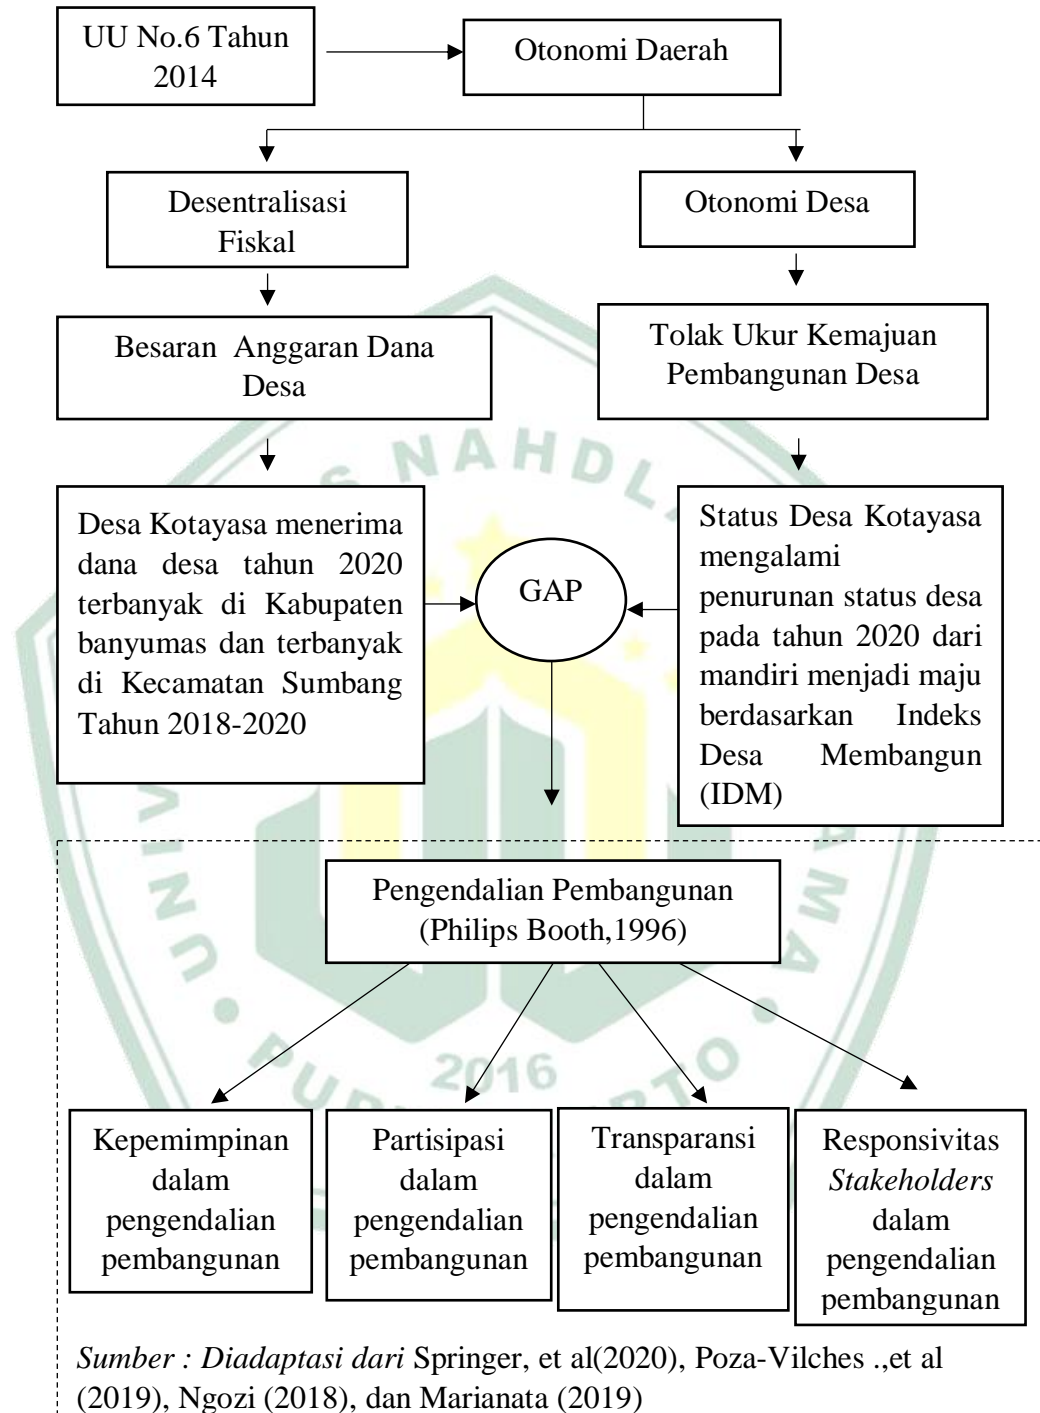 UU No.6 Tahun
2014
Otonomi Daerah
Desentralisasi
Fiskal
Otonomi Desa
Besaran Anggaran Dana
Desa
Tolak Ukur Kemajuan
Pembangunan Desa
Desa Kotayasa menerima
dana desa tahun 2020
terbanyak di Kabupaten
banyumas dan terbanyak
di Kecamatan Sumbang
Tahun 2018-2020
GAP
Status Desa Kotayasa
mengalami
penurunan status desa
pada tahun 2020 dari
mandiri menjadi maju
berdasarkan Indeks
Desa Membangun
(IDM)
Pengendalian Pembangunan
(Philips Booth,1996)
Kepemimpinan
dalam
pengendalian
pembangunan
Partisipasi
dalam
pengendalian
pembangunan
Transparansi
dalam
pengendalian
pembangunan
Responsivitas
Stakeholders
dalam
pengendalian
pembangunan
Sumber : Diadaptasi dari Springer, et al(2020), Poza-Vilches .,et al
(2019), Ngozi (2018), dan Marianata (2019)
2016